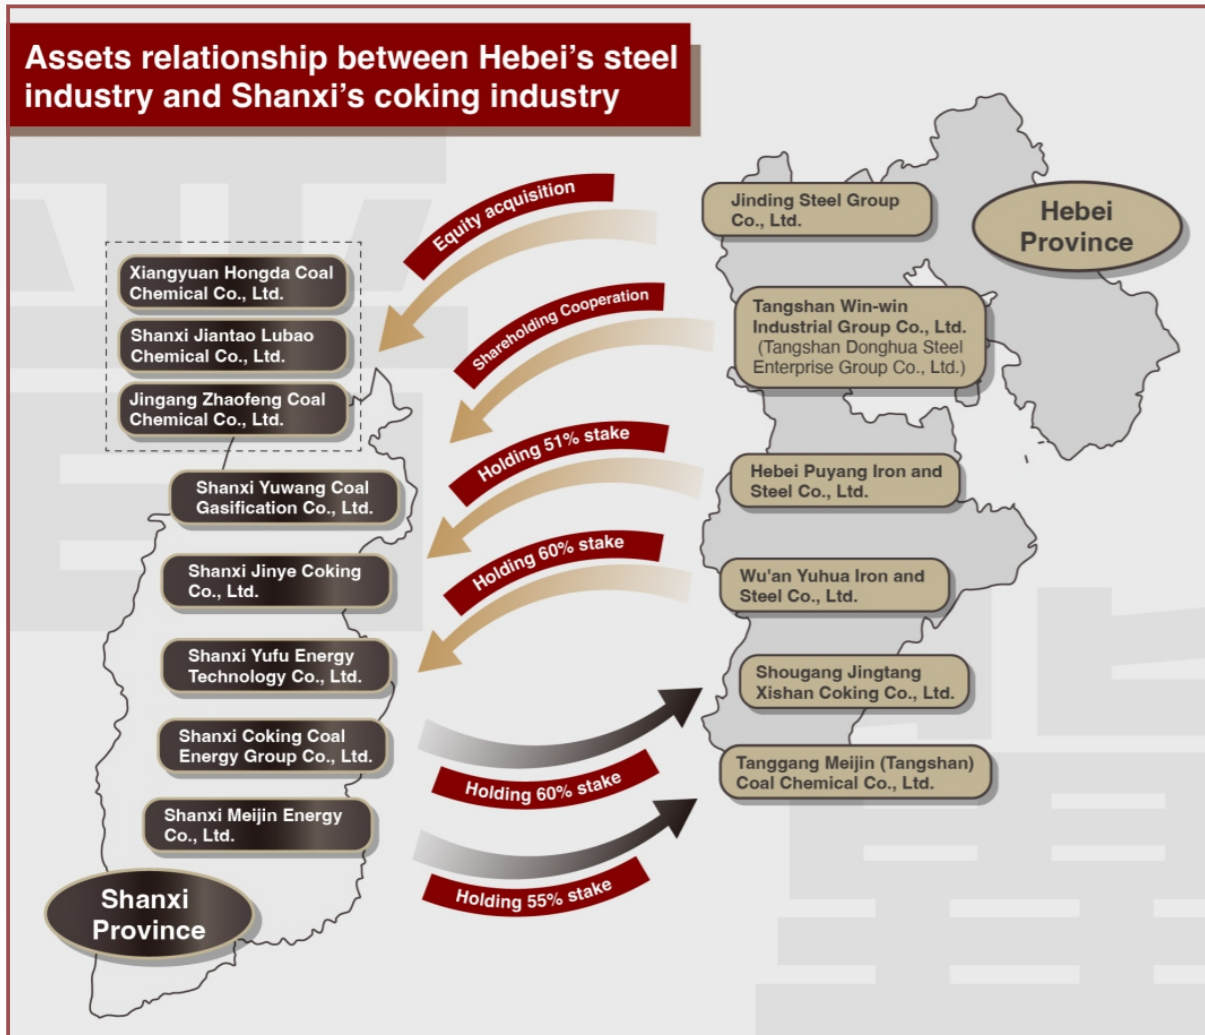 Assets relationship between Hebei's steel
industry and Shanxi's coking industry
Equity acquisition
Jinding Steel Group
Co., Ltd.
Hebei
Province
Xiangyuan Hongda Coal
Chemical Co., Ltd.
Shanxi Jiantao Lubao
Chemical Co., Ltd.
Jingang Zhaofeng Coal
Chemical Co., Ltd.
Shareholding Cooperation
Tangshan Win-win
Industrial Group Co., Ltd.
(Tangshan Donghua Steel
Enterprise Group Co., Ltd.)
Shanxi Yuwang Coal
Gasification Co., Ltd.
Holding 51% stake
Hebei Puyang Iron and
Steel Co., Ltd.
Shanxi Jinye Coking
Co., Ltd.
Holding 60% stake
Wu'an Yuhua Iron and
Steel Co., Ltd.
Shanxi Yufu Energy
Technology Co., Ltd.
Shougang Jingtang
Xishan Coking Co., Ltd.
Shanxi Coking Coal
Energy Group Co., Ltd.
Holding 60% stake
Tanggang Meijin (Tangshan)
Coal Chemical Co., Ltd.
Shanxi Meijin Energy
Co., Ltd.
Holding 55% stake
Shanxi
Province